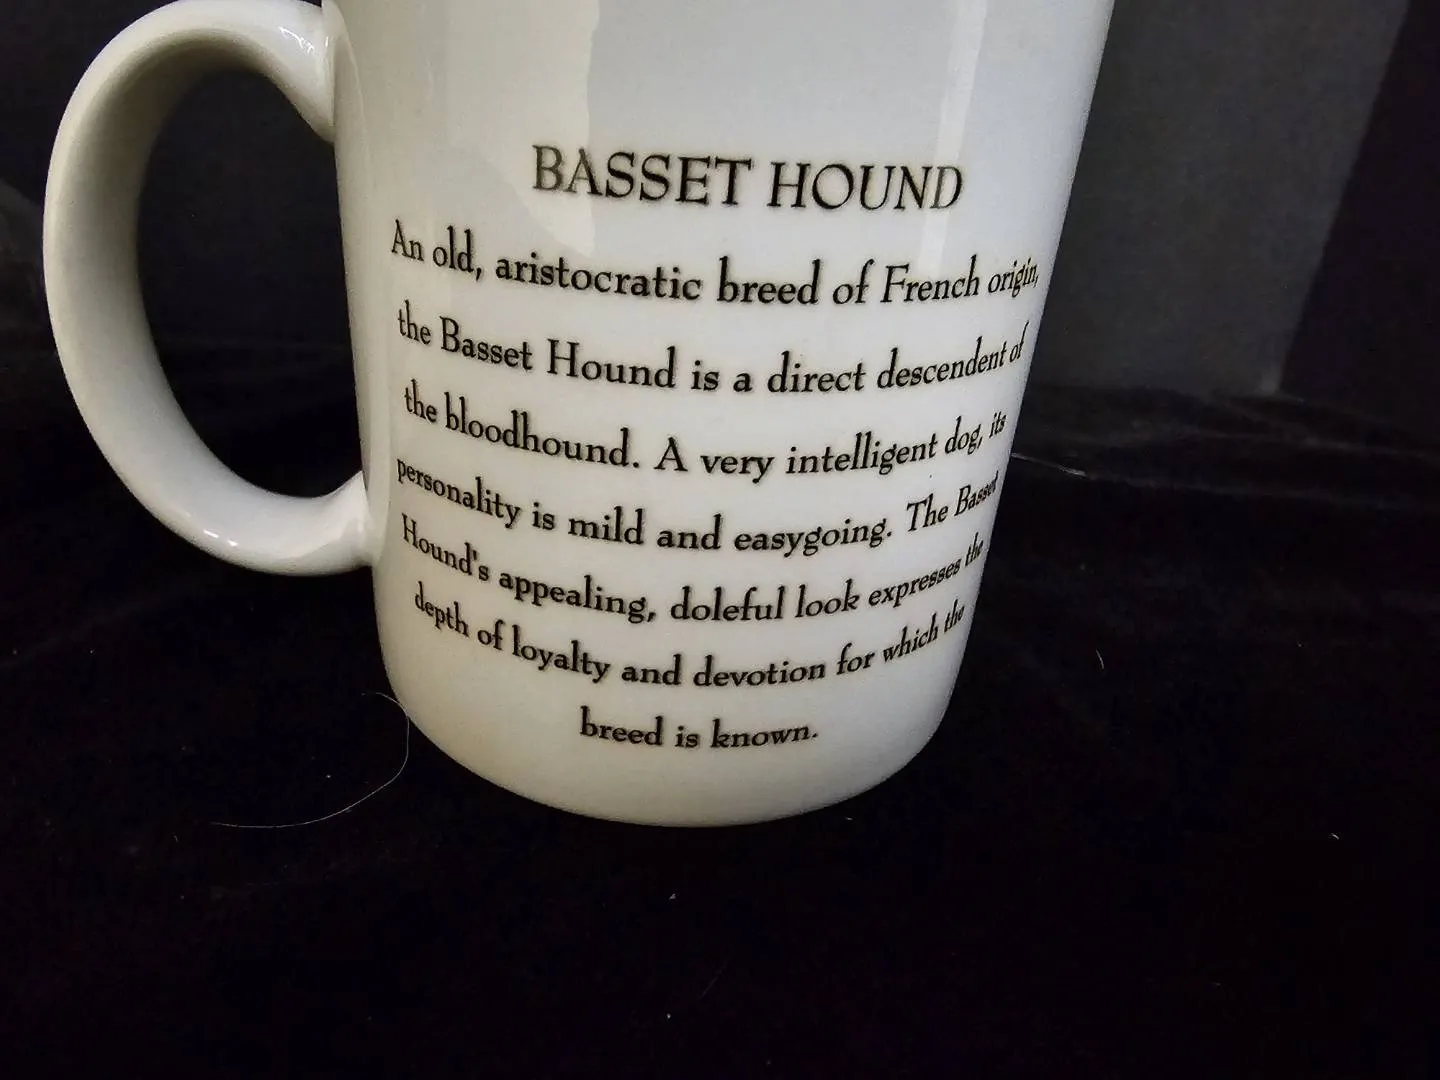 BASSET HOUND
An old, aristocratic breed of French origin,
the Basset Hound is a direct descendent of
the bloodhound. A very intelligent dog, its
personality is mild and easygoing. The Basset
Hound's appealing, doleful look expresses the
depth of loyalty and devotion for which the
breed is known.